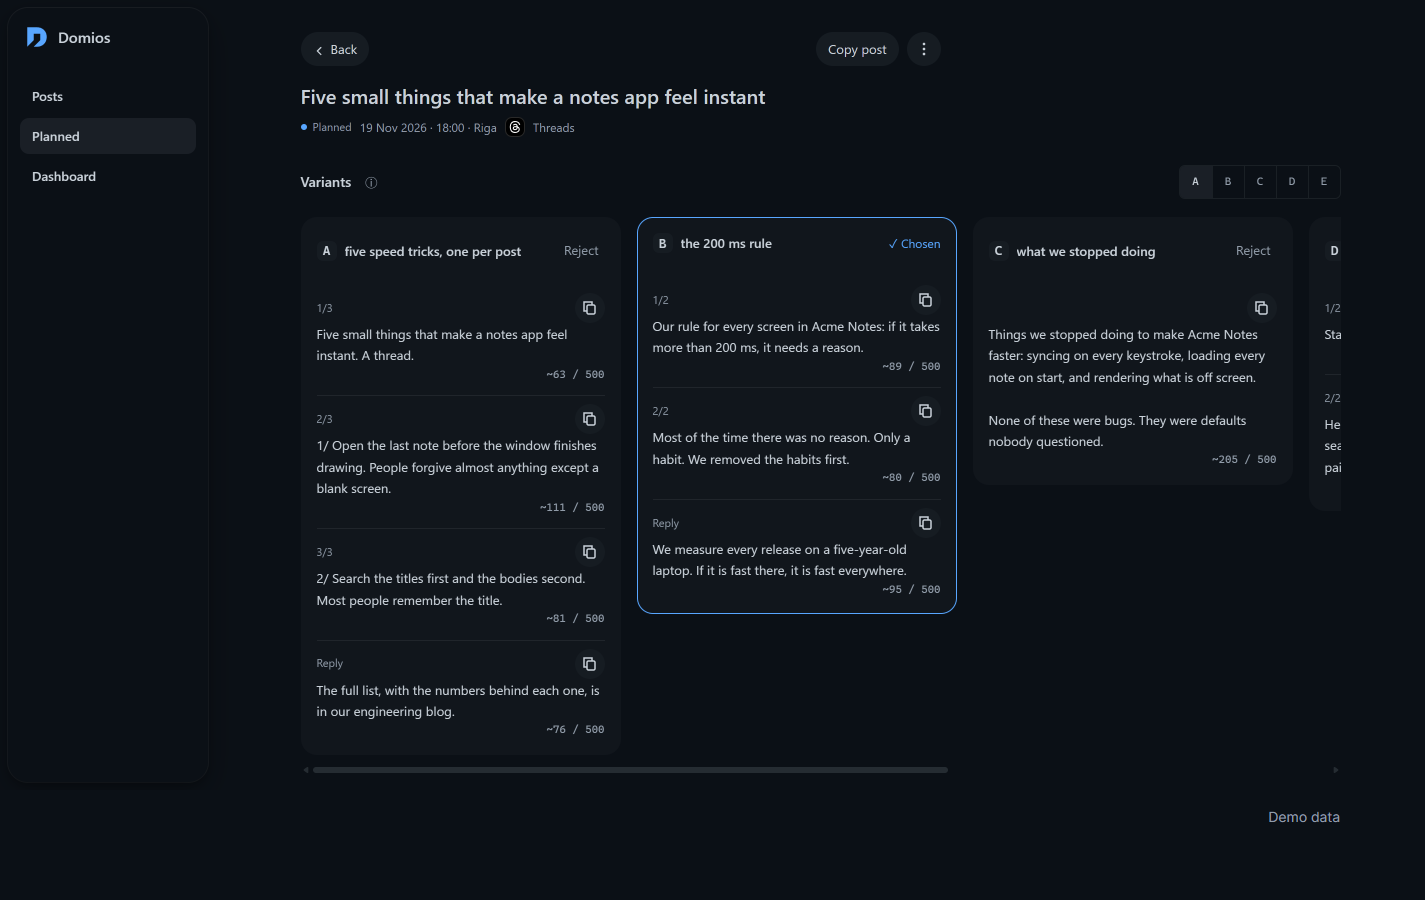 Domios
Posts
Planned
Dashboard
Back
Copy post
Five small things that make a notes app feel instant
Planned 19 Nov 2026 · 18:00 · Riga Threads
Variants
A B C D E
A five speed tricks, one per post Reject
1/3
Five small things that make a notes app feel
instant. A thread.
~63 / 500
2/3
1/ Open the last note before the window finishes
drawing. People forgive almost anything except a
blank screen.
~111 / 500
3/3
2/ Search the titles first and the bodies second.
Most people remember the title.
~81 / 500
Reply
The full list, with the numbers behind each one, is
in our engineering blog.
~76 / 500
B the 200 ms rule ✓ Chosen
1/2
Our rule for every screen in Acme Notes: if it takes
more than 200 ms, it needs a reason.
~89 / 500
2/2
Most of the time there was no reason. Only a
habit. We removed the habits first.
~80 / 500
Reply
We measure every release on a five-year-old
laptop. If it is fast there, it is fast everywhere.
~95 / 500
C what we stopped doing Reject
Things we stopped doing to make Acme Notes
faster: syncing on every keystroke, loading every
note on start, and rendering what is off screen.
None of these were bugs. They were defaults
nobody questioned.
~205 / 500
D
1/2
Sta
2/2
He
sea
pai
Demo data